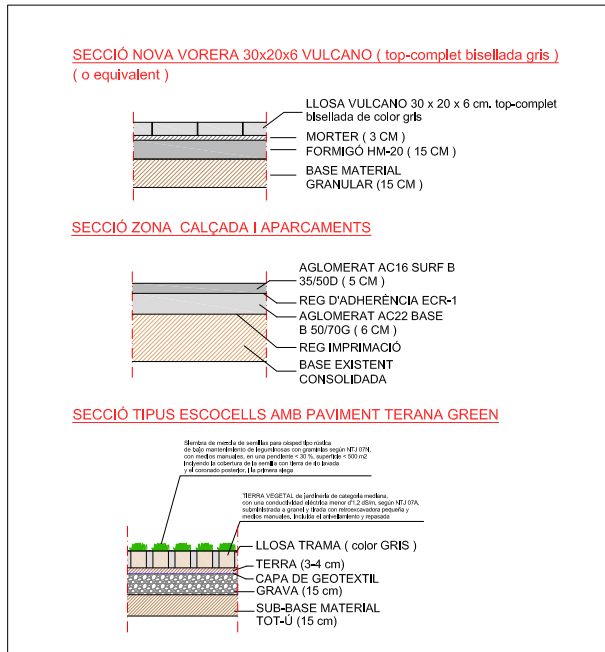 SECCIÓ NOVA VORERA 30x20x6 VULCANO ( top-complet bisellada gris )
( o equivalent )
LLOSA VULCANO 30 x 20 x 6 cm. top-complet
bisellada de color gris
MORTER ( 3 CM )
FORMIGÓ HM-20 ( 15 CM )
BASE MATERIAL
GRANULAR (15 CM )
SECCIÓ ZONA CALÇADA I APARCAMENTS
AGLOMERAT AC16 SURF B
35/50D ( 5 CM )
REG D'ADHERÈNCIA ECR-1
AGLOMERAT AC22 BASE
B 50/70G ( 6 CM )
REG IMPRIMACIÓ
BASE EXISTENT
CONSOLIDADA
SECCIÓ TIPUS ESCOCELLS AMB PAVIMENT TERANA GREEN
Siembra de mezcla de semillas para césped tipo rústica
de bajo mantenimiento de leguminosas con gramíneas según NTJ 07N,
con medios manuales, en una pendiente < 30 %, superficie < 500 m2
incluyendo la cobertura de la semilla con tierra de río lavada
y el coronado posterior, i la primera siega
TIERRA VEGETAL de jardinería de categoría mediana,
con una conductividad eléctrica menor d'1,2 dS/m, según NTJ 07A,
subministrada a granel y tirada con retroexcavadora pequeña y
medios manuales, incluida el anivellamiento y repasada
LLOSA TRAMA ( color GRIS )
TERRA (3-4 cm)
CAPA DE GEOTEXTIL
GRAVA (15 cm)
SUB-BASE MATERIAL
TOT-Ú (15 cm)